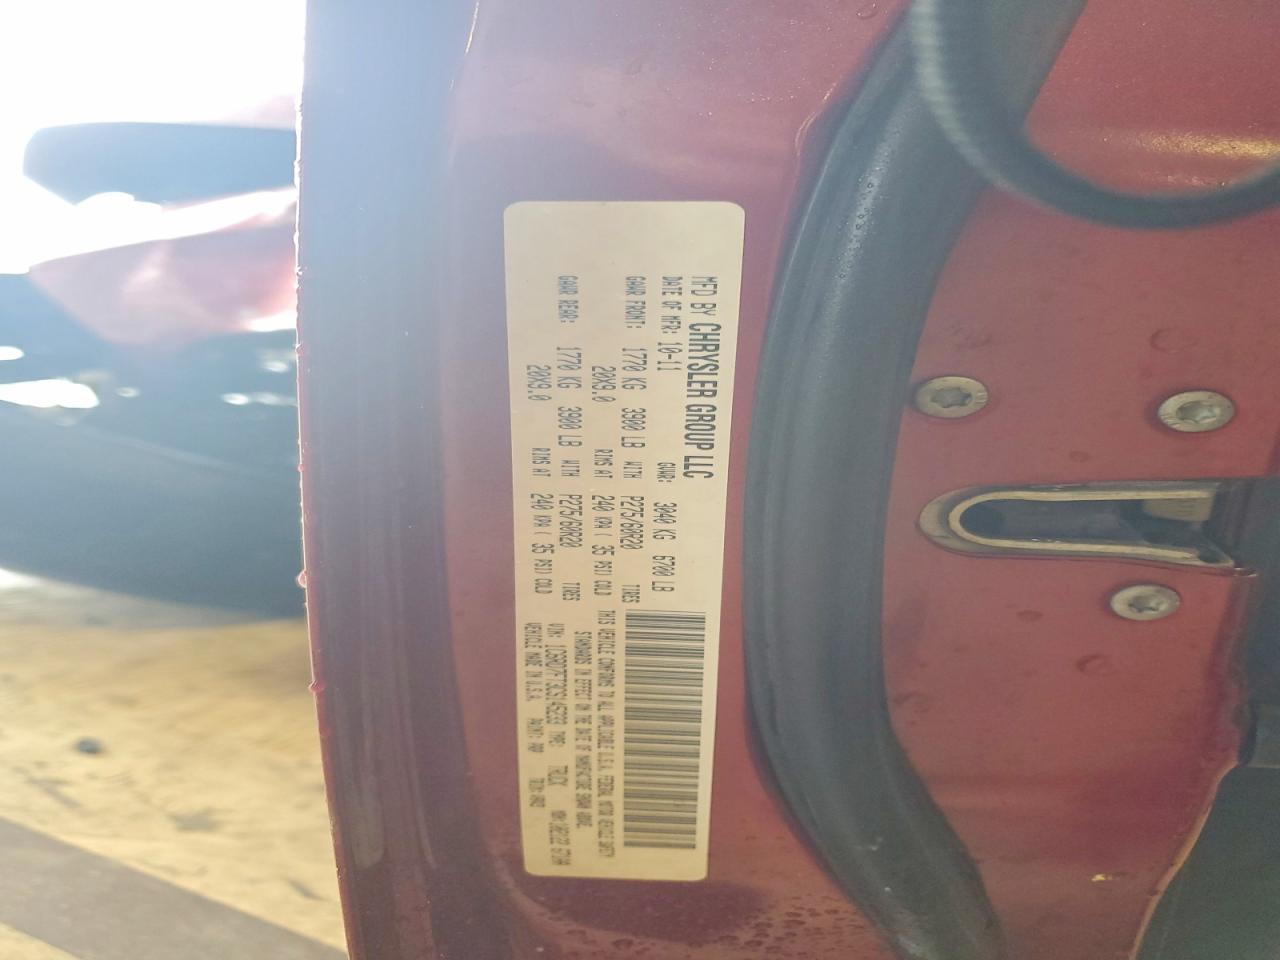 MFD BY CHRYSLER GROUP LLC
DATE OF MFR: 10-11 GVWR: 3040 KG 6700 LB
GAWR FRONT: 1770 KG 3900 LB WITH P275/60R20 TIRES
20X9.0 RIMS AT 240 KPA ( 35 PSI) COLD
GAWR REAR: 1770 KG 3900 LB WITH P275/60R20 TIRES
20X9.0 RIMS AT 240 KPA ( 35 PSI) COLD
THIS VEHICLE CONFORMS TO ALL APPLICABLE U.S.A. FEDERAL MOTOR VEHICLE SAFETY
STANDARDS IN EFFECT ON THE DATE OF MANUFACTURE SHOWN ABOVE.
TYPE: TRUCK
VEHICLE MADE IN U.S.A.